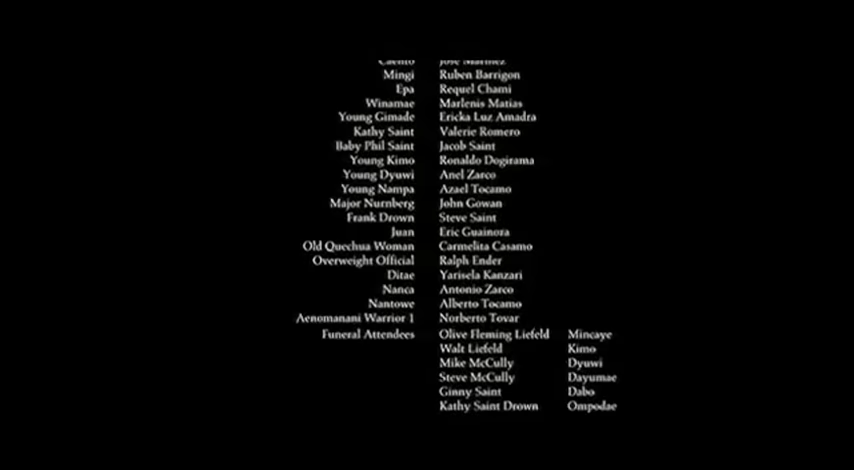 Mingi Ruben Barrigon
Epa Requel Chami
Winamae Marlenis Matias
Young Gimade Ericka Luz Amadra
Kathy Saint Valerie Romero
Baby Phil Saint Jacob Saint
Young Kimo Ronaldo Dogirama
Young Dyuwi Anel Zarco
Young Nampa Azael Tocamo
Major Nurnberg John Gowan
Frank Drown Steve Saint
Juan Eric Guainora
Old Quechua Woman Carmelita Casamo
Overweight Official Ralph Ender
Ditae Yarisela Kanzari
Nanca Antonio Zarco
Nantowe Alberto Tocamo
Aenomanani Warrior 1 Norberto Tovar
Funeral Attendees Olive Fleming Liefeld Mincaye
Walt Liefeld Kimo
Mike McCully Dyuwi
Steve McCully Dayumae
Ginny Saint Dabo
Kathy Saint Drown Ompodae